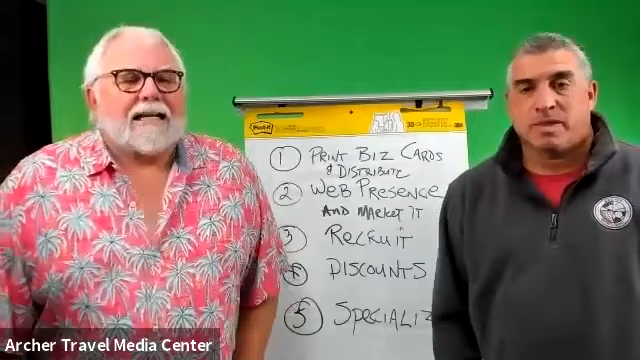 Post-it
3M
1 PRINT BIZ CARDS
& DISTRIBUTE
2 WEB PRESENCE
AND MARKET IT
3 RECRUIT
4 DISCOUNTS
5 SPECIALIZ
Archer Travel Media Center